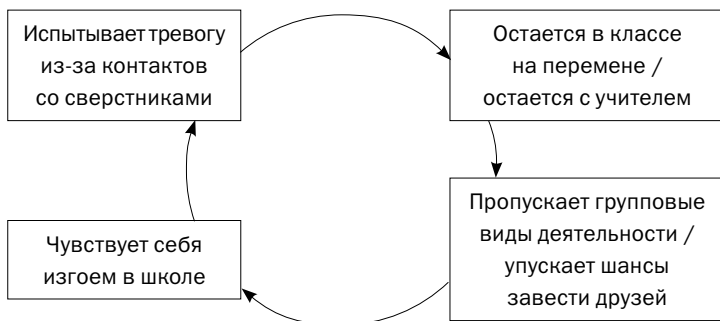 Испытывает тревогу
из-за контактов
со сверстниками
Остается в классе
на перемене /
остается с учителем
Пропускает групповые
виды деятельности /
упускает шансы
завести друзей
Чувствует себя
изгоем в школе